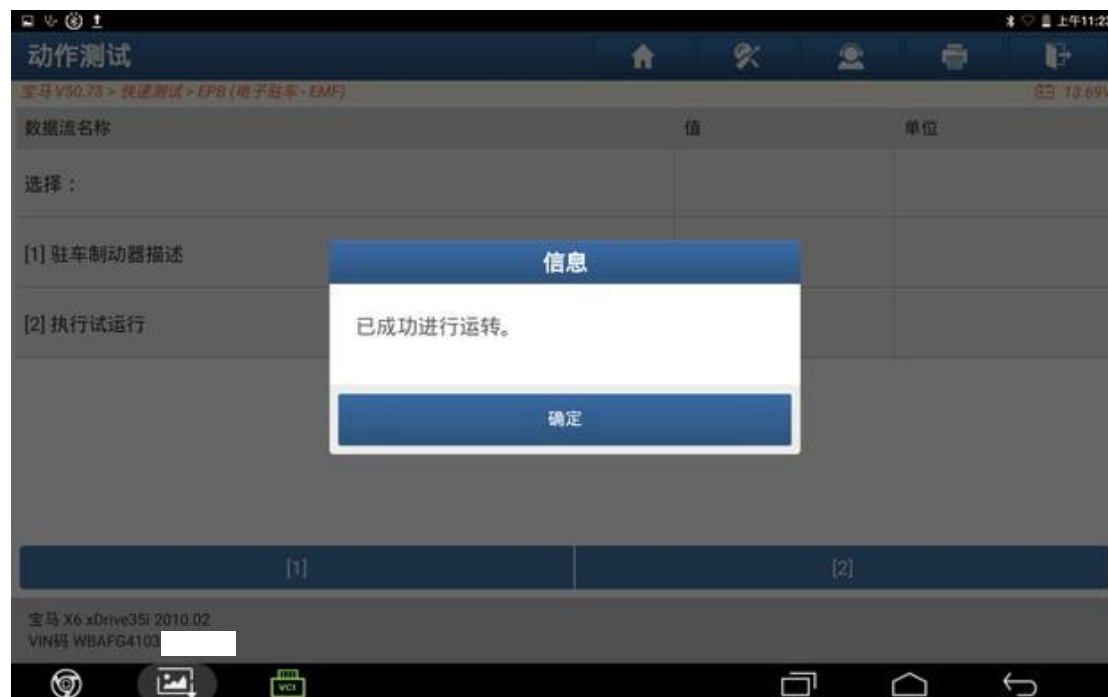 上午11:23
动作测试
宝马 V50.78 > 快速测试 > EPB (电子驻车 - EMF)
13.69V
数据流名称 值 单位
选择：
[1] 驻车制动器描述
信息
[2] 执行试运行
已成功进行运转。
确定
[1] [2]
宝马 X6 xDrive35i 2010.02
VIN码 WBAFG4103
VCI